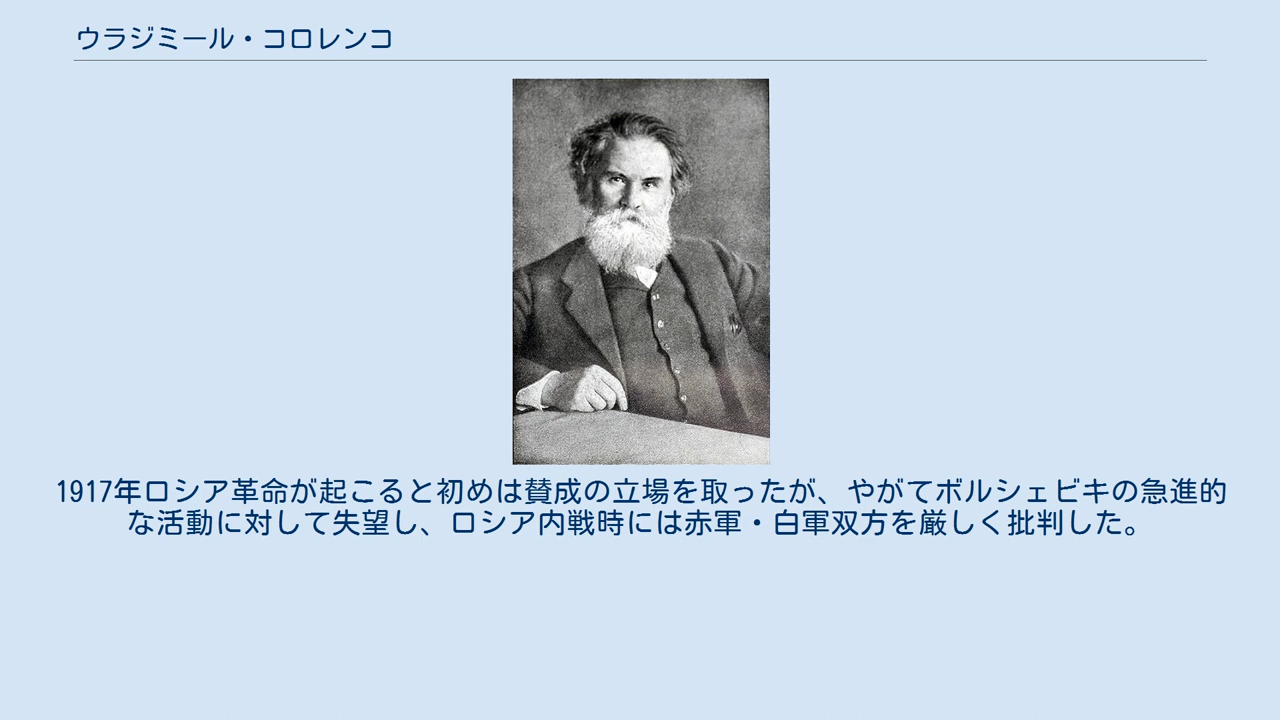 ウラジミール・コロレンコ
1917年ロシア革命が起こると初めは賛成の立場を取ったが、やがてボルシェビキの急進的
な活動に対して失望し、ロシア内戦時には赤軍・白軍双方を厳しく批判した。